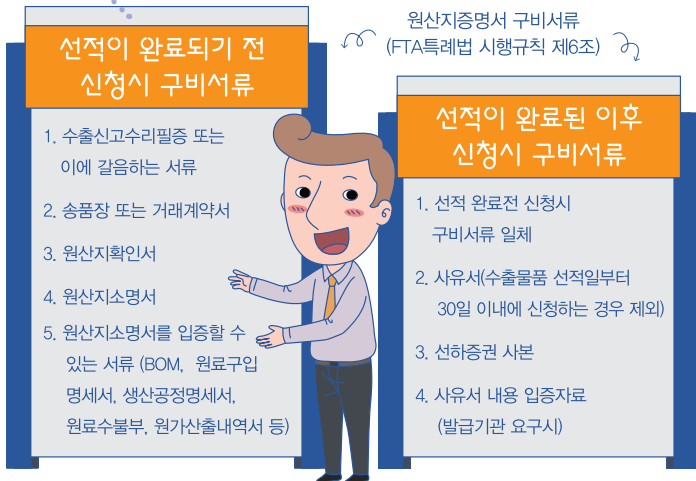 원산지증명서 구비서류
(FTA특례법 시행규칙 제6조)
선적이 완료되기 전
신청시 구비서류
1. 수출신고수리필증 또는
이에 갈음하는 서류
2. 송품장 또는 거래계약서
3. 원산지확인서
4. 원산지소명서
5. 원산지소명서를 입증할 수
있는 서류 (BOM, 원료구입
명세서, 생산공정명세서,
원료수불부, 원가산출내역서 등)
선적이 완료된 이후
신청시 구비서류
1. 선적 완료전 신청시
구비서류 일체
2. 사유서(수출물품 선적일부터
30일 이내에 신청하는 경우 제외)
3. 선하증권 사본
4. 사유서 내용 입증자료
(발급기관 요구시)